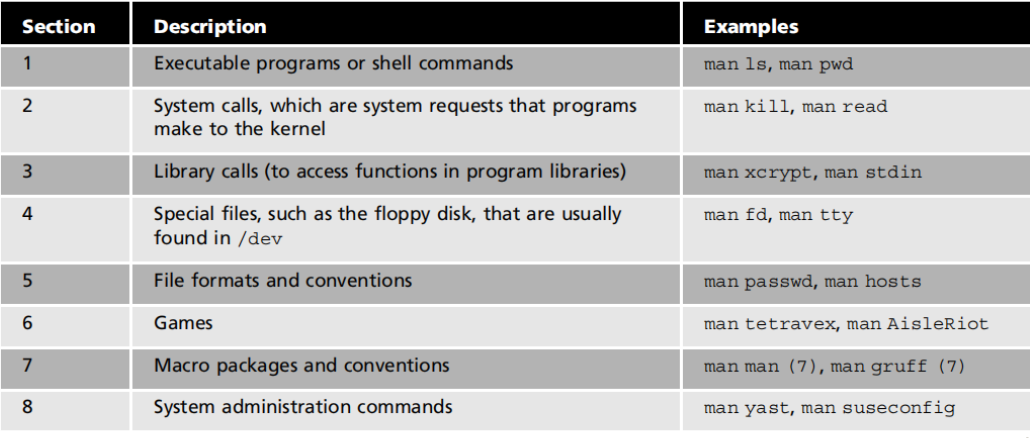 Section Description Examples
1 Executable programs or shell commands man ls, man pwd
2 System calls, which are system requests that programs man kill, man read
make to the kernel
3 Library calls (to access functions in program libraries) man xcrypt, man stdin
4 Special files, such as the floppy disk, that are usually man fd, man tty
found in /dev
5 File formats and conventions man passwd, man hosts
6 Games man tetravex, man AisleRiot
7 Macro packages and conventions man man (7), man gruff (7)
8 System administration commands man yast, man suseconfig